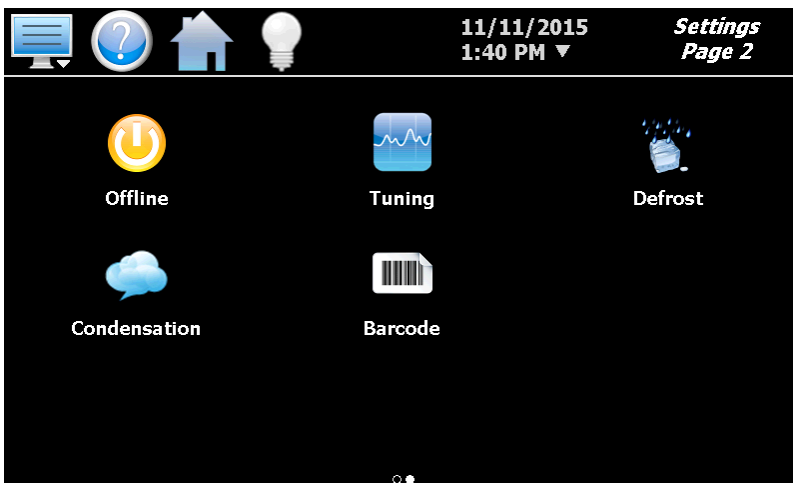 11/11/2015
1:40 PM ▼
Settings
Page 2
Offline
Tuning
Defrost
Condensation
Barcode